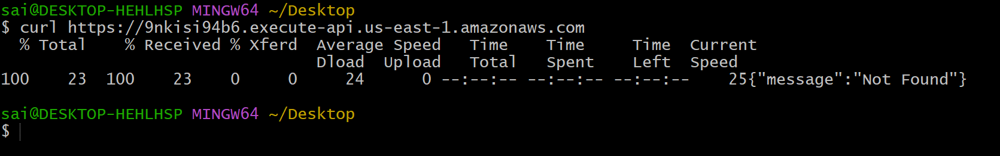 sai@DESKTOP-HEHLHSP MINGW64 ~/Desktop
$ curl https://9nkisi94b6.execute-api.us-east-1.amazonaws.com
  % Total    % Received % Xferd  Average Speed   Time    Time     Time  Current
                                 Dload  Upload   Total   Spent    Left  Speed
100    23  100    23    0     0     24      0 --:--:-- --:--:-- --:--:--    25{"message":"Not Found"}
sai@DESKTOP-HEHLHSP MINGW64 ~/Desktop
$